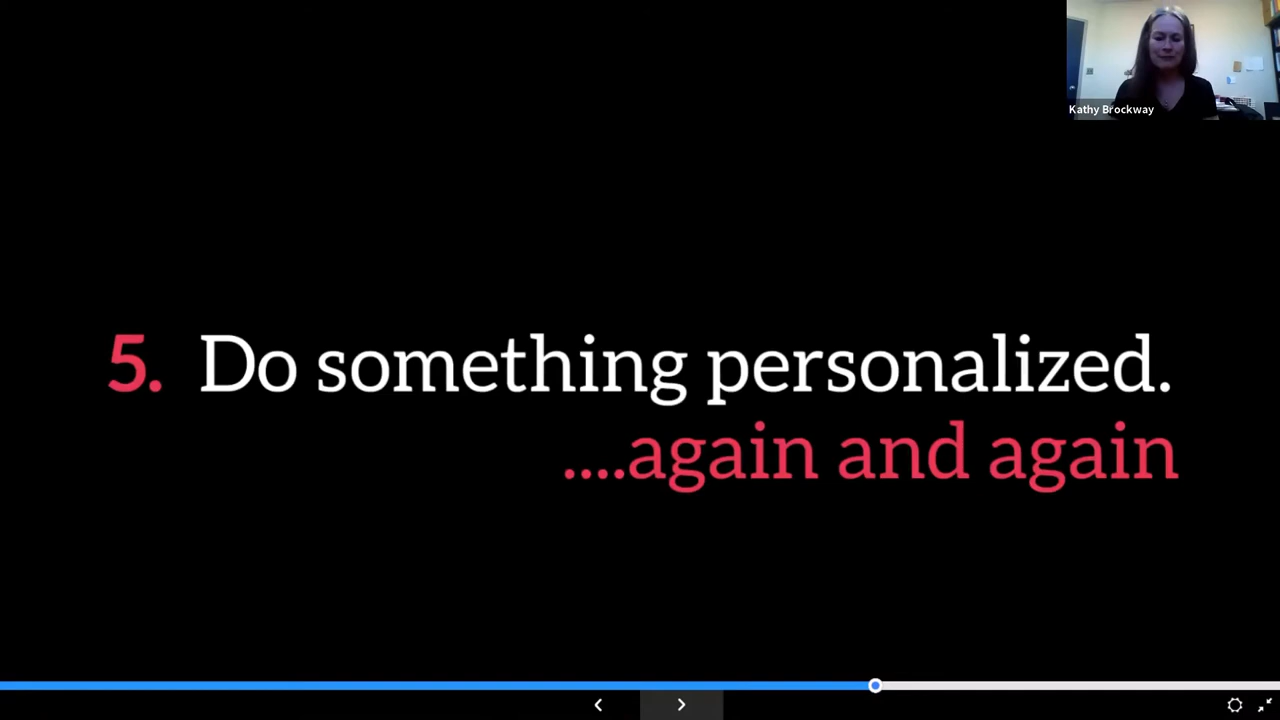 Kathy Brockway
5. Do something personalized.
....again and again